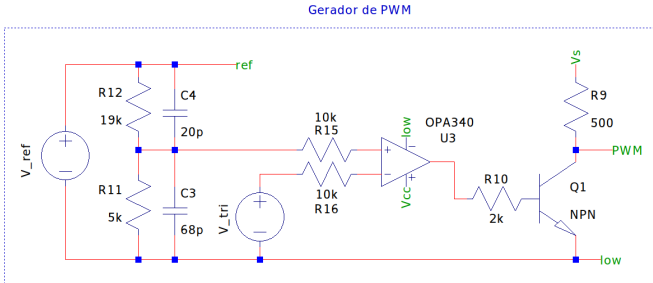 Gerador de PWM
ref
Vs
R12
19k
C4
20p
R9
500
10k
R15
low
OPA340
U3
PWM
V_ref
+
−
R11
5k
C3
68p
V_tri
+
−
10k
R16
+
−
−
+
Vcc
R10
2k
Q1
NPN
low